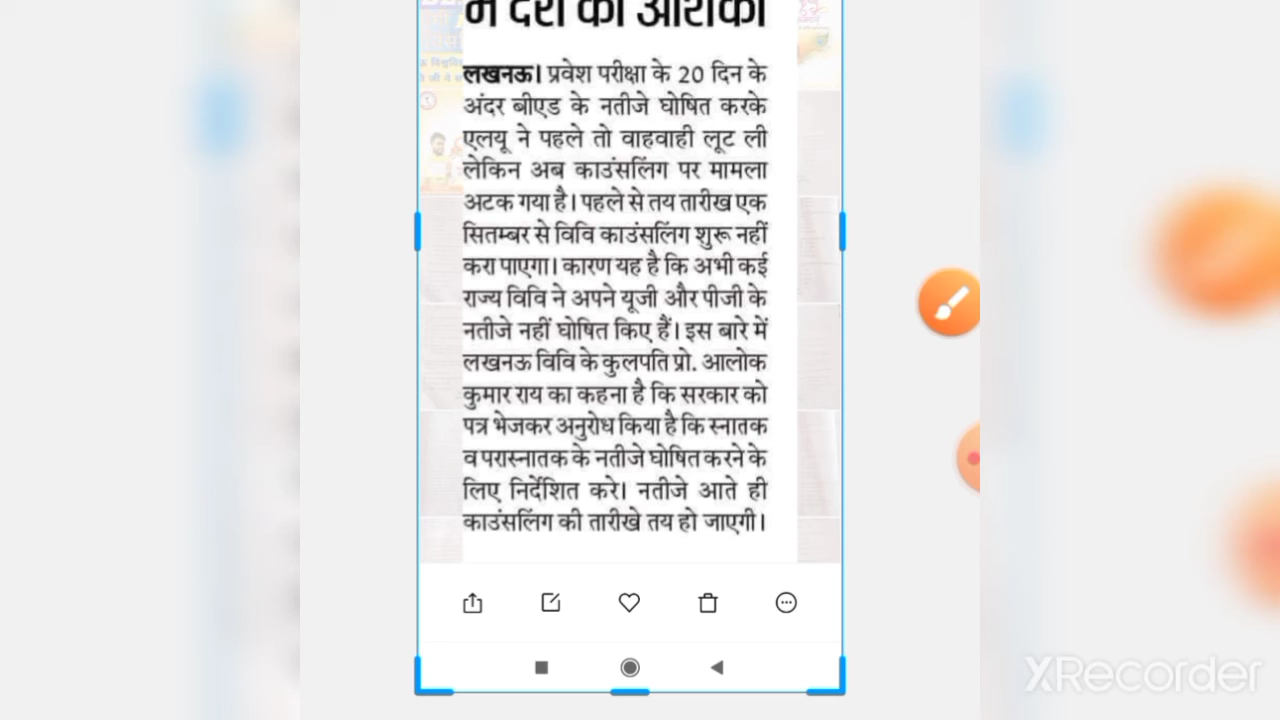 में देरी की आशंका
लखनऊ। प्रवेश परीक्षा के 20 दिन के
अंदर बीएड के नतीजे घोषित करके
एलयू ने पहले तो वाहवाही लूट ली
लेकिन अब काउंसलिंग पर मामला
अटक गया है। पहले से तय तारीख एक
सितम्बर से विवि काउंसलिंग शुरू नहीं
करा पाएगा। कारण यह है कि अभी कई
राज्य विवि ने अपने यूजी और पीजी के
नतीजे नहीं घोषित किए हैं। इस बारे में
लखनऊ विवि के कुलपति प्रो. आलोक
कुमार राय का कहना है कि सरकार को
पत्र भेजकर अनुरोध किया है कि स्नातक
व परास्नातक के नतीजे घोषित करने के
लिए निर्देशित करे। नतीजे आते ही
काउंसलिंग की तारीखे तय हो जाएगी।
XRecorder